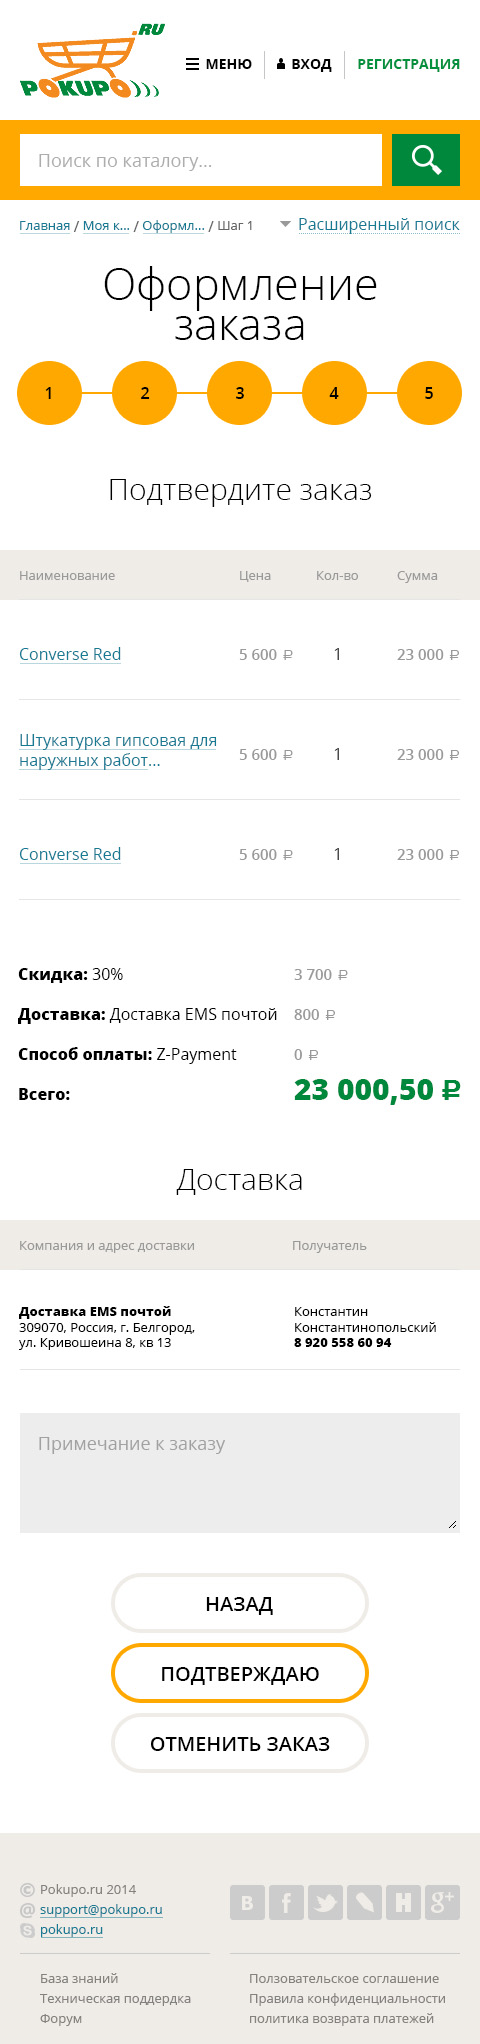 .RU
POKUPO
МЕНЮ ВХОД РЕГИСТРАЦИЯ
Поиск по каталогу...
Главная / Моя к... / Оформл... / Шаг 1 Расширенный поиск
Оформление
заказа
1 2 3 4 5
Подтвердите заказ
Наименование Цена Кол-во Сумма
Converse Red 5 600 ₽ 1 23 000 ₽
Штукатурка гипсовая для
наружных работ... 5 600 ₽ 1 23 000 ₽
Converse Red 5 600 ₽ 1 23 000 ₽
Скидка: 30% 3 700 ₽
Доставка: Доставка EMS почтой 800 ₽
Способ оплаты: Z-Payment 0 ₽
Всего: 23 000,50 ₽
Доставка
Компания и адрес доставки Получатель
Доставка EMS почтой Константин
309070, Россия, г. Белгород, Константинопольский
ул. Кривошеина 8, кв 13 8 920 558 60 94
Примечание к заказу
НАЗАД
ПОДТВЕРЖДАЮ
ОТМЕНИТЬ ЗАКАЗ
© Pokupo.ru 2014
@ support@pokupo.ru
pokupo.ru
База знаний Ползовательское соглашение
Техническая поддердка Правила конфиденциальности
Форум политика возврата платежей